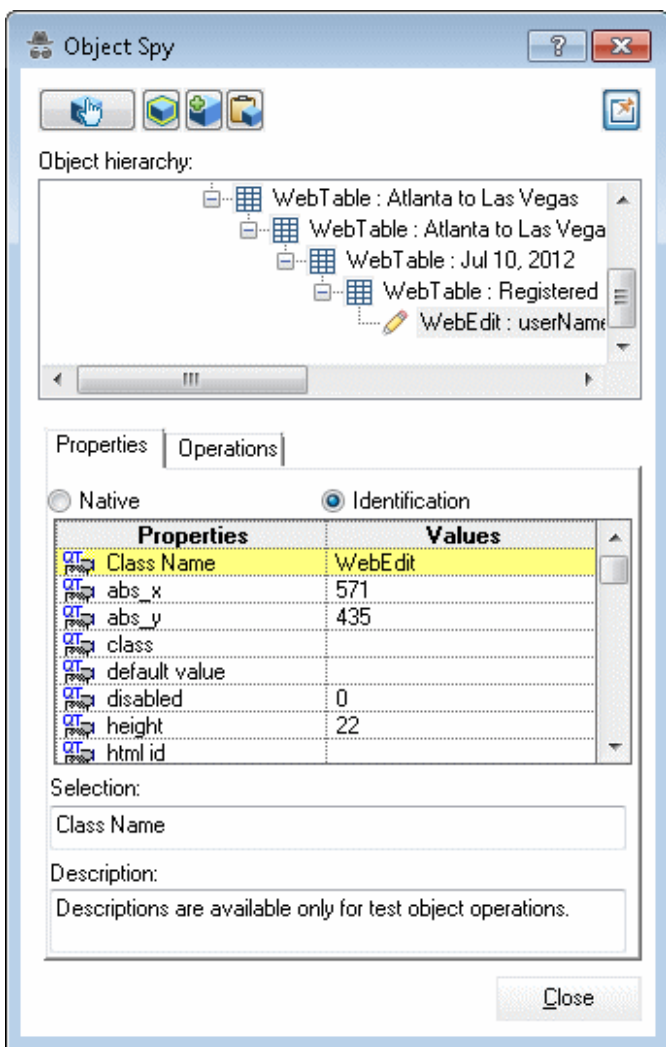 Object Spy
Object hierarchy:
WebTable : Atlanta to Las Vegas
WebTable : Atlanta to Las Vega
WebTable : Jul 10, 2012
WebTable : Registered
WebEdit : userName
Properties Operations
Native Identification
Properties Values
Class Name WebEdit
abs_x 571
abs_y 435
class
default value
disabled 0
height 22
html id
Selection:
Class Name
Description:
Descriptions are available only for test object operations.
Close